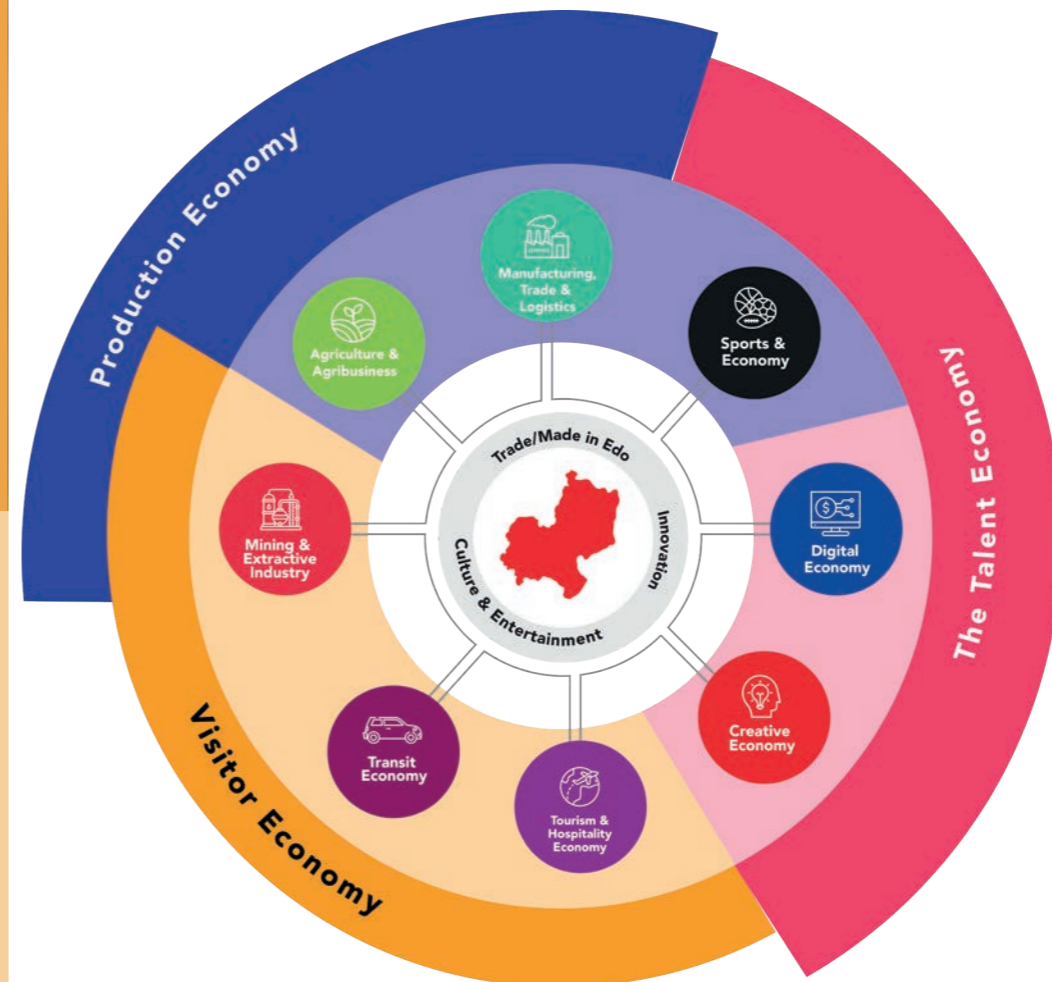 Production Economy
The Talent Economy
Visitor Economy
Manufacturing,
Trade &
Logistics
Sports &
Economy
Digital
Economy
Creative
Economy
Tourism &
Hospitality
Economy
Transit
Economy
Mining &
Extractive
Industry
Agriculture &
Agribusiness
Trade/Made in Edo
Innovation
Culture & Entertainment
$